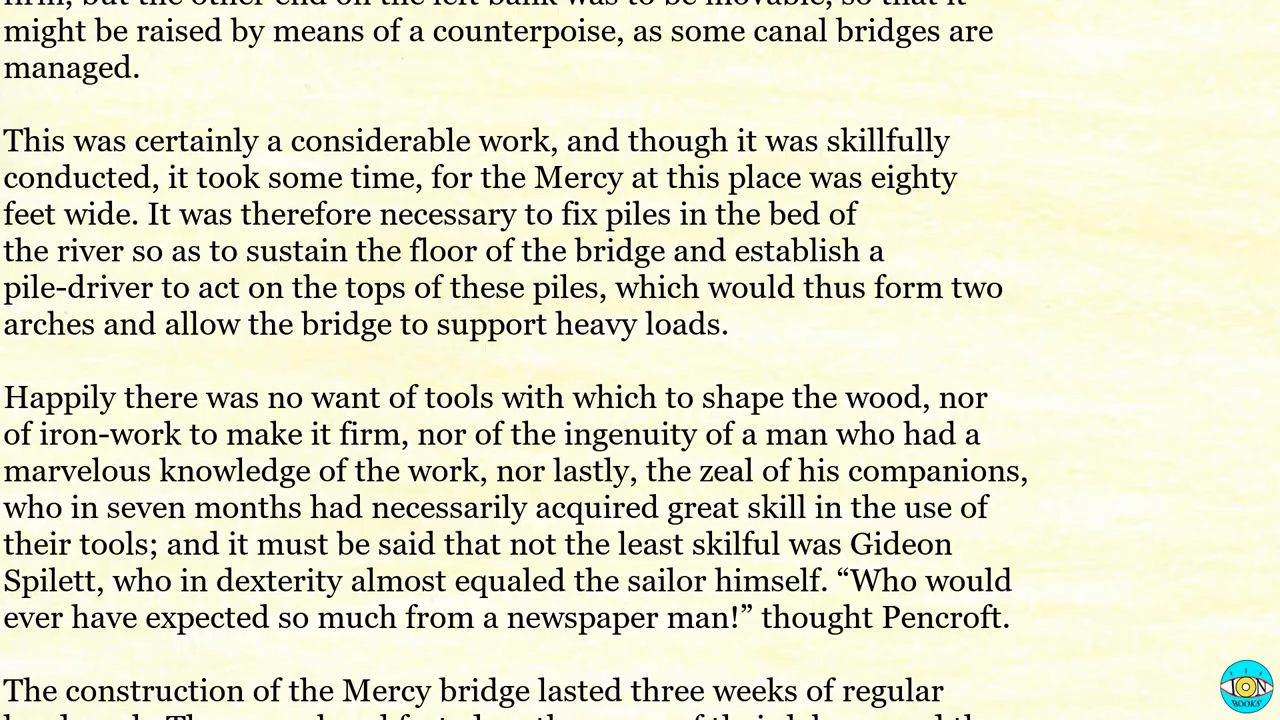 might be raised by means of a counterpoise, as some canal bridges are
managed.
This was certainly a considerable work, and though it was skillfully
conducted, it took some time, for the Mercy at this place was eighty
feet wide. It was therefore necessary to fix piles in the bed of
the river so as to sustain the floor of the bridge and establish a
pile-driver to act on the tops of these piles, which would thus form two
arches and allow the bridge to support heavy loads.
Happily there was no want of tools with which to shape the wood, nor
of iron-work to make it firm, nor of the ingenuity of a man who had a
marvelous knowledge of the work, nor lastly, the zeal of his companions,
who in seven months had necessarily acquired great skill in the use of
their tools; and it must be said that not the least skilful was Gideon
Spilett, who in dexterity almost equaled the sailor himself. “Who would
ever have expected so much from a newspaper man!” thought Pencroft.
The construction of the Mercy bridge lasted three weeks of regular
ION
BOOKS